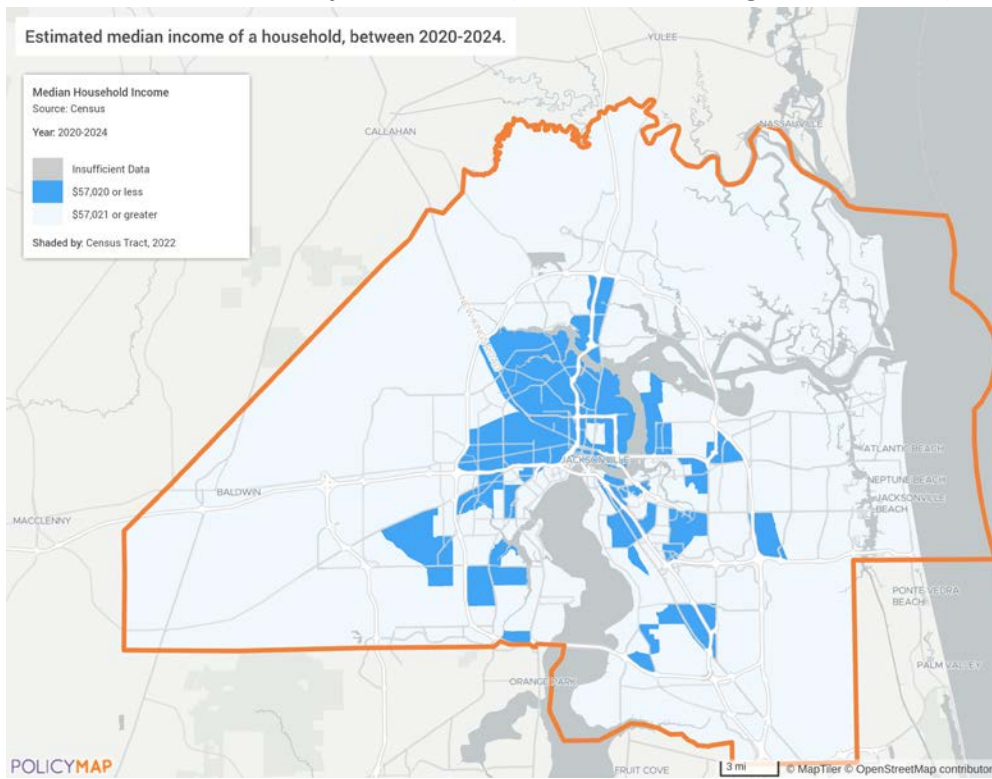 Estimated median income of a household, between 2020-2024.
Median Household Income
Source: Census
Year: 2020-2024
Insufficient Data
$57,020 or less
$57,021 or greater
Shaded by: Census Tract, 2022
YULEE
NASSAUVILLE
CALLAHAN
ATLANTIC BEACH
JACKSONVILLE
NEPTUNE BEACH
BALDWIN
JACKSONVILLE
BEACH
MACCLENNY
PONTE VEDRA
BEACH
PALM VALLEY
ORANGE PARK
FRUIT COVE
POLICYMAP
3 mi
© MapTiler © OpenStreetMap contributor